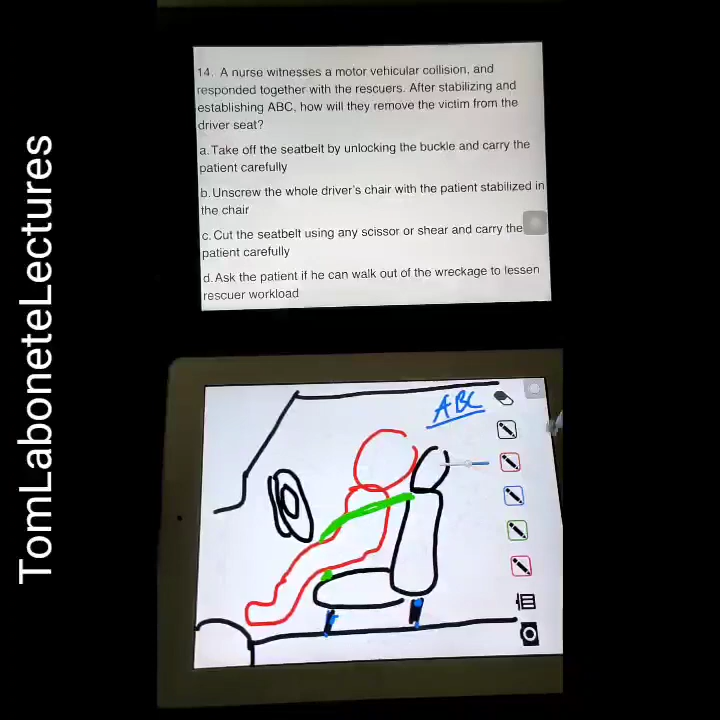 TomLaboneteLectures
14. A nurse witnesses a motor vehicular collision, and
responded together with the rescuers. After stabilizing and
establishing ABC, how will they remove the victim from the
driver seat?
a. Take off the seatbelt by unlocking the buckle and carry the
patient carefully
b. Unscrew the whole driver's chair with the patient stabilized in
the chair
c. Cut the seatbelt using any scissor or shear and carry the
patient carefully
d. Ask the patient if he can walk out of the wreckage to lessen
rescuer workload
ABC